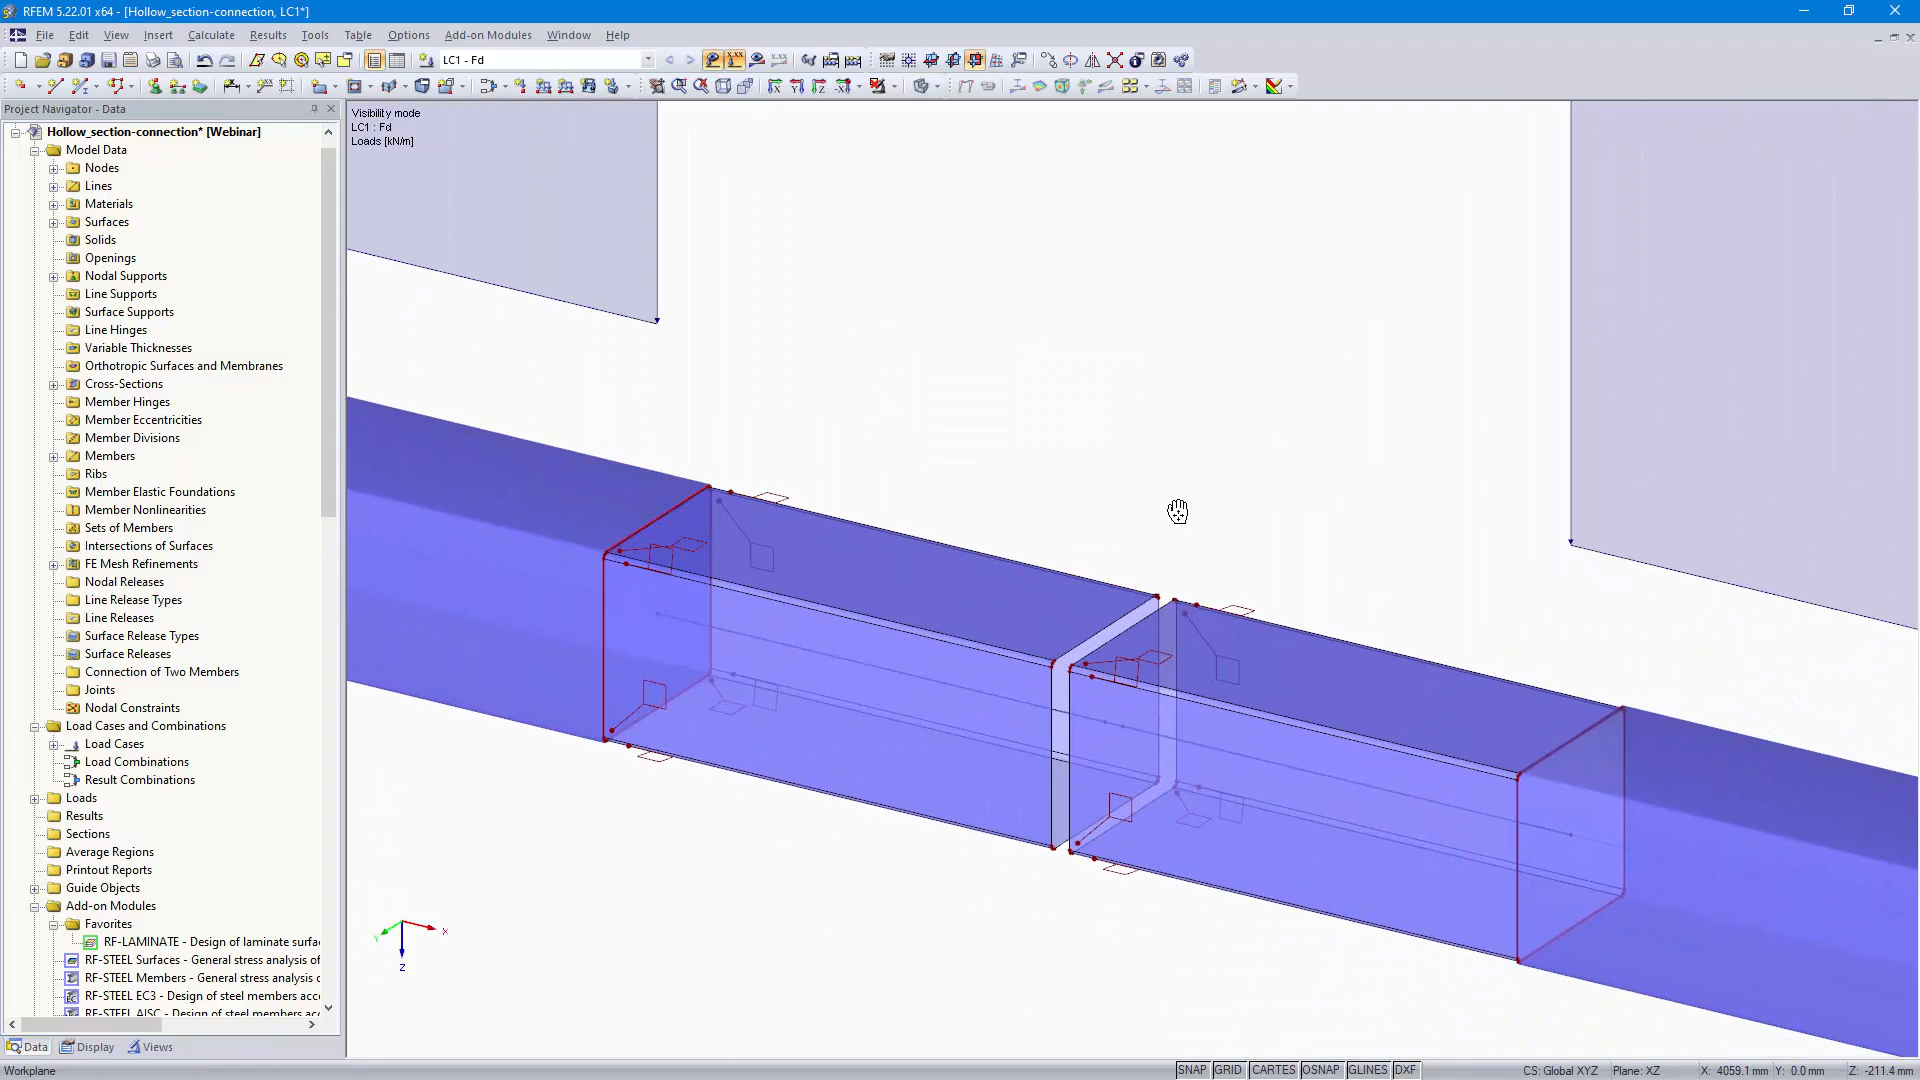 RFEM 5.22.01 x64 - [Hollow_section-connection, LC1*]
File Edit View Insert Calculate Results Tools Table Options Add-on Modules Window Help
LC1 - Fd
Project Navigator - Data
Hollow_section-connection* [Webinar]
Model Data
Nodes
Lines
Materials
Surfaces
Solids
Openings
Nodal Supports
Line Supports
Surface Supports
Line Hinges
Variable Thicknesses
Orthotropic Surfaces and Membranes
Cross-Sections
Member Hinges
Member Eccentricities
Member Divisions
Members
Ribs
Member Elastic Foundations
Member Nonlinearities
Sets of Members
Intersections of Surfaces
FE Mesh Refinements
Nodal Releases
Line Release Types
Line Releases
Surface Release Types
Surface Releases
Connection of Two Members
Joints
Nodal Constraints
Load Cases and Combinations
Load Cases
Load Combinations
Result Combinations
Loads
Results
Sections
Average Regions
Printout Reports
Guide Objects
Add-on Modules
Favorites
RF-LAMINATE - Design of laminate surfa
RF-STEEL Surfaces - General stress analysis of
RF-STEEL Members - General stress analysis o
RF-STEEL EC3 - Design of steel members acc
RF-STEEL AISC - Design of steel members acc
Data Display Views
Visibility mode
LC1 : Fd
Loads [kN/m]
X
Y
Z
Workplane
SNAP GRID CARTES OSNAP GLINES DXF
CS: Global XYZ Plane: XZ X: 4059.1 mm Y: 0.0 mm Z: -211.4 mm